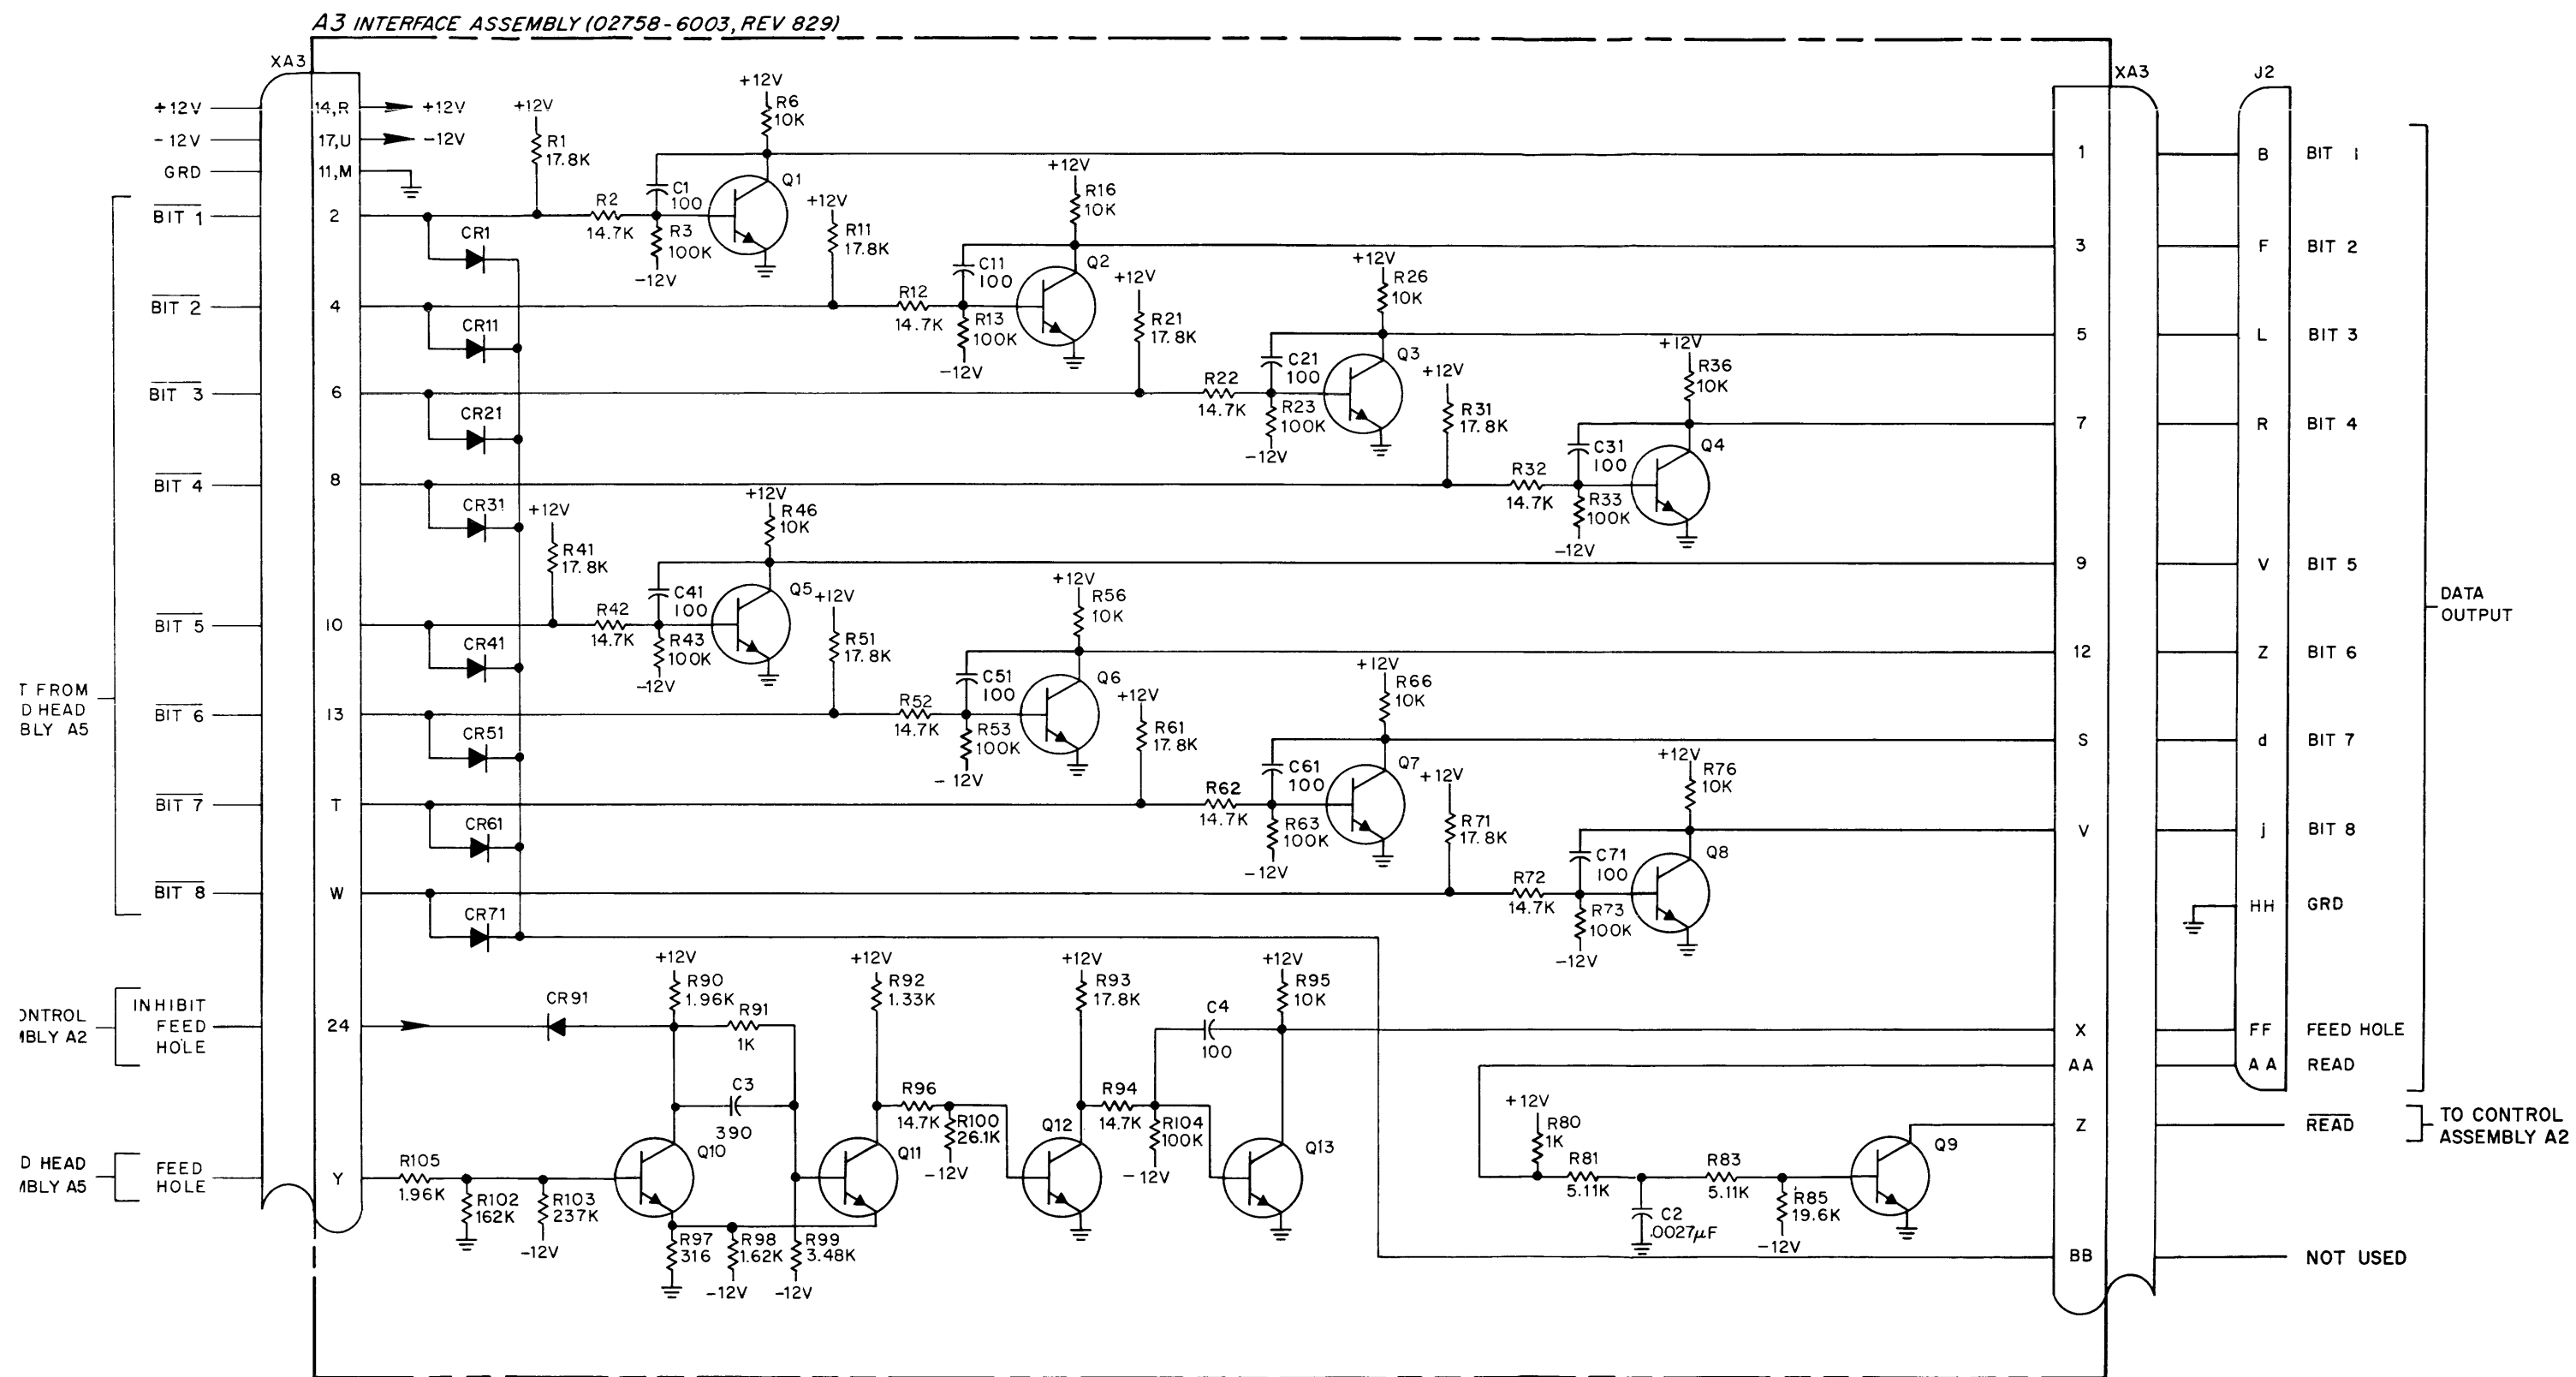 A3 INTERFACE ASSEMBLY (02758-6003, REV 829)
XA3
+12V
-12V
GRD
BIT 1
BIT 2
BIT 3
BIT 4
BIT 5
BIT 6
BIT 7
BIT 8
T FROM
D HEAD
BLY A5
INHIBIT
FEED
HOLE
ONTROL
MBLY A2
D HEAD
MBLY A5
FEED
HOLE
14,R
17,U
11,M
2
4
6
8
10
13
T
W
24
Y
+12V
-12V
+12V
R1
17.8K
R2
14.7K
C1
100
R3
100K
-12V
+12V
R6
10K
Q1
CR1
+12V
R11
17.8K
R12
14.7K
C11
100
R13
100K
-12V
+12V
R16
10K
Q2
CR11
+12V
R21
17.8K
R22
14.7K
C21
100
R23
100K
-12V
+12V
R26
10K
Q3
CR21
+12V
R31
17.8K
R32
14.7K
C31
100
R33
100K
-12V
+12V
R36
10K
Q4
CR31
+12V
R41
17.8K
R42
14.7K
C41
100
R43
100K
-12V
+12V
R46
10K
Q5
CR41
+12V
R51
17.8K
R52
14.7K
C51
100
R53
100K
-12V
+12V
R56
10K
Q6
CR51
+12V
R61
17.8K
R62
14.7K
C61
100
R63
100K
-12V
+12V
R66
10K
Q7
CR61
+12V
R71
17.8K
R72
14.7K
C71
100
R73
100K
-12V
+12V
R76
10K
Q8
CR71
CR91
+12V
R90
1.96K
R91
1K
C3
390
Q10
R105
1.96K
R102
162K
R103
237K
-12V
R97
316
R98
1.62K
-12V
R99
3.48K
-12V
+12V
R92
1.33K
Q11
R96
14.7K
R100
26.1K
-12V
+12V
R93
17.8K
Q12
R94
14.7K
R104
100K
-12V
C4
100
+12V
R95
10K
Q13
+12V
R80
1K
R81
5.11K
C2
.0027µF
R83
5.11K
R85
19.6K
-12V
Q9
XA3
1
3
5
7
9
12
S
V
X
AA
Z
BB
J2
B
F
L
R
V
Z
d
j
HH
FF
AA
BIT 1
BIT 2
BIT 3
BIT 4
BIT 5
BIT 6
BIT 7
BIT 8
GRD
FEED HOLE
READ
READ
NOT USED
DATA
OUTPUT
TO CONTROL
ASSEMBLY A2